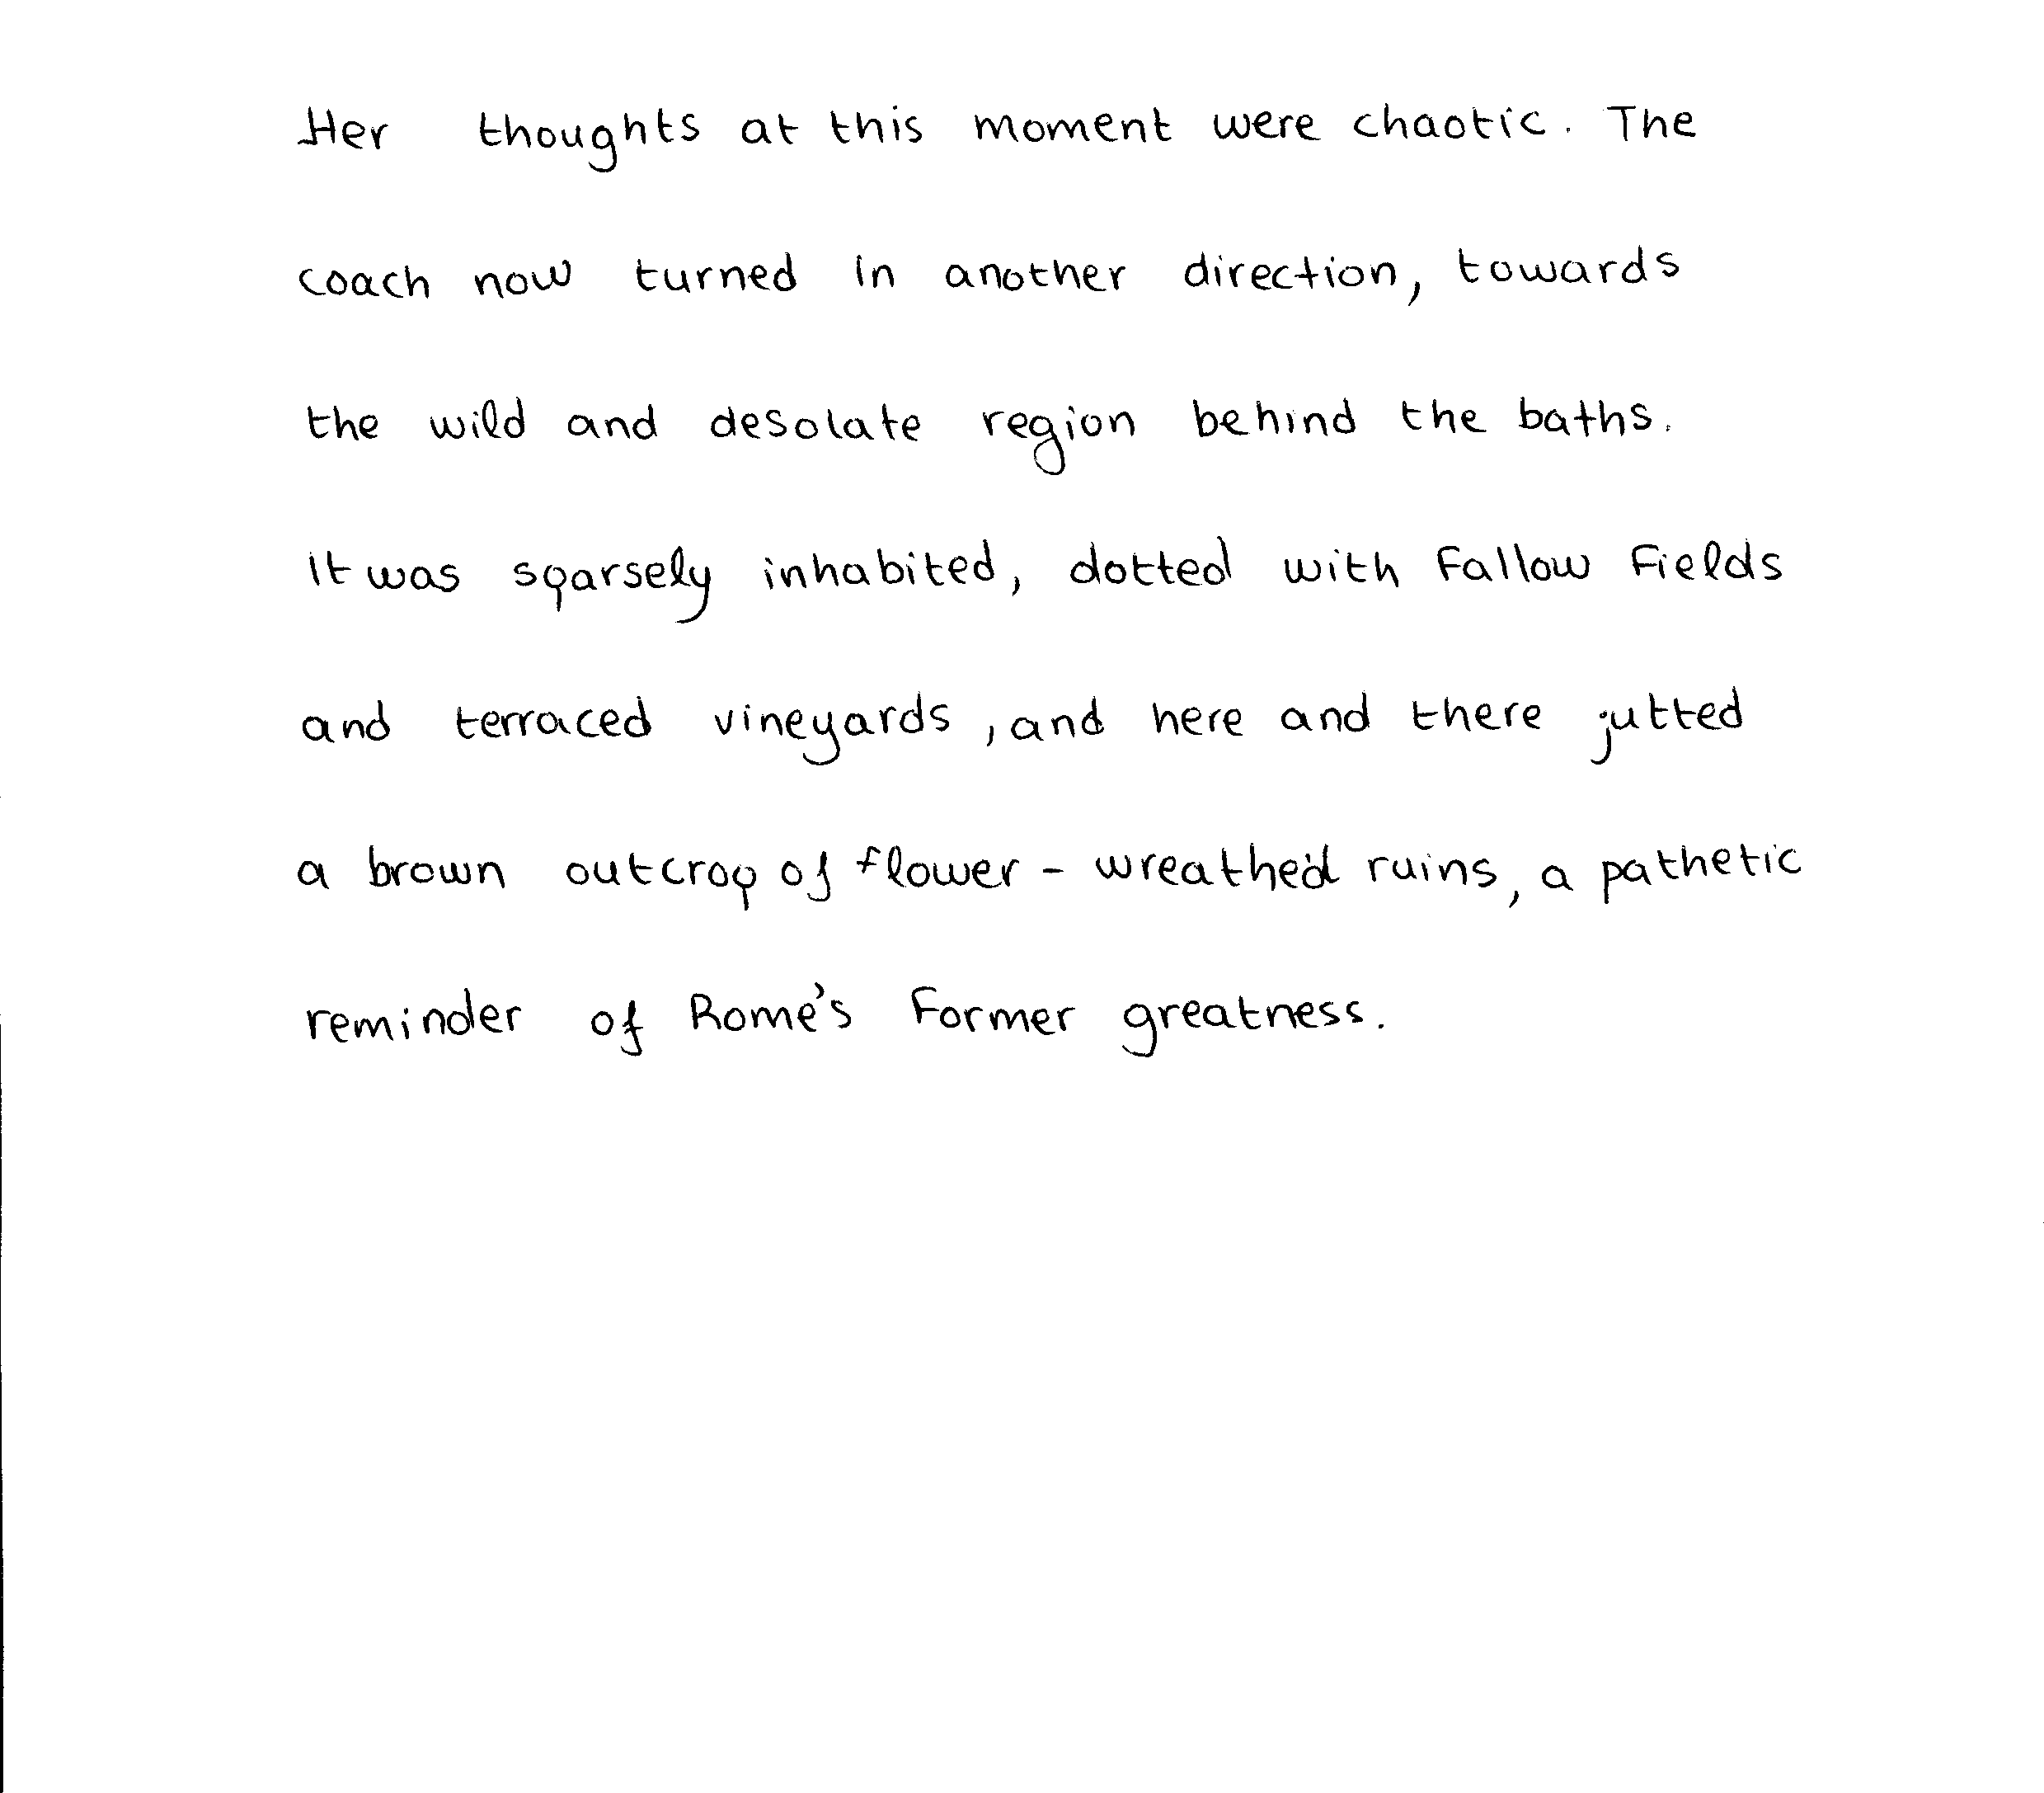 Her thoughts at this moment were chaotic. The
coach now turned in another direction, towards
the wild and desolate region behind the baths.
It was sparsely inhabited, dotted with fallow fields
and terraced vineyards, and here and there jutted
a brown outcrop of flower-wreathed ruins, a pathetic
reminder of Rome's former greatness.